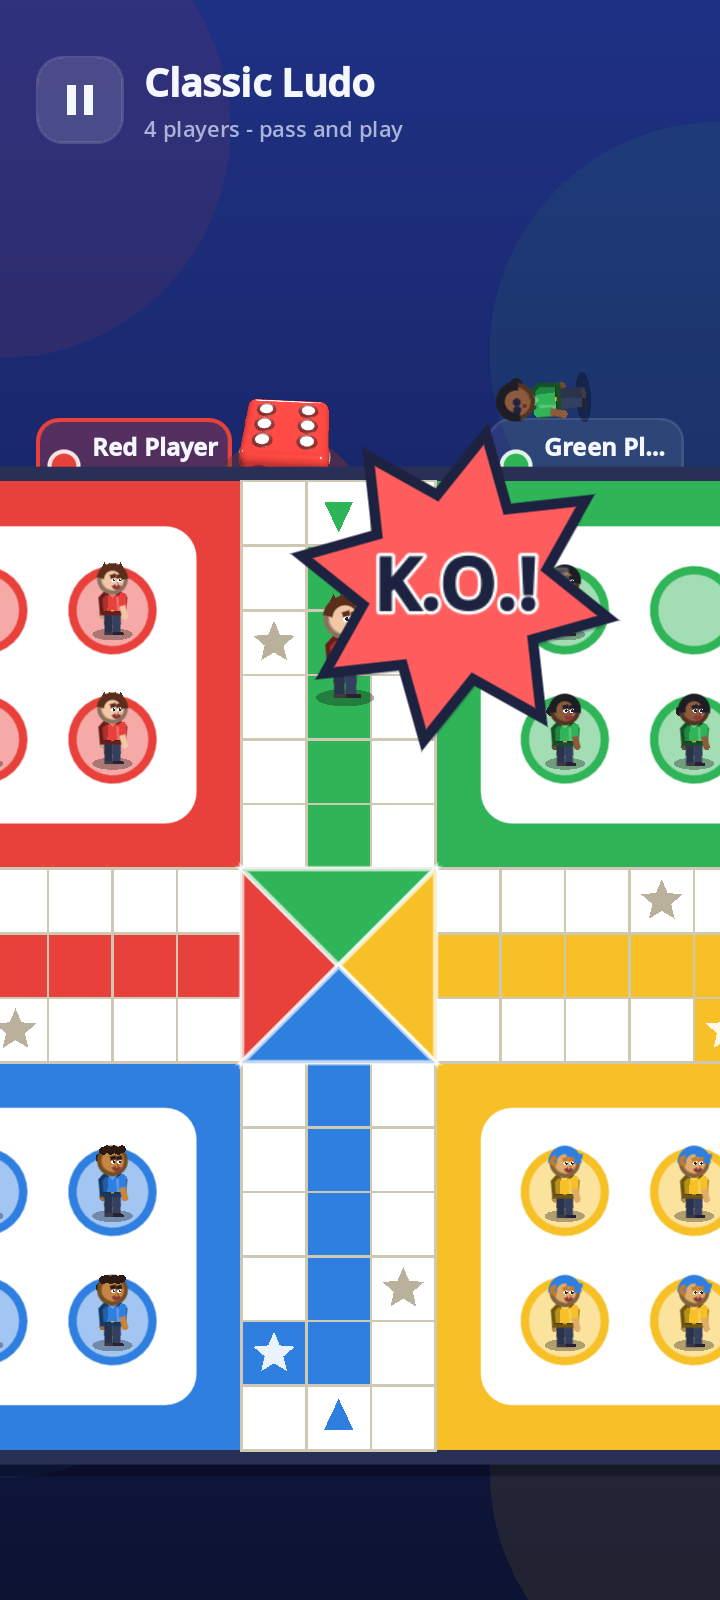 Classic Ludo
4 players - pass and play
Red Player
Green Pl...
K.O.!